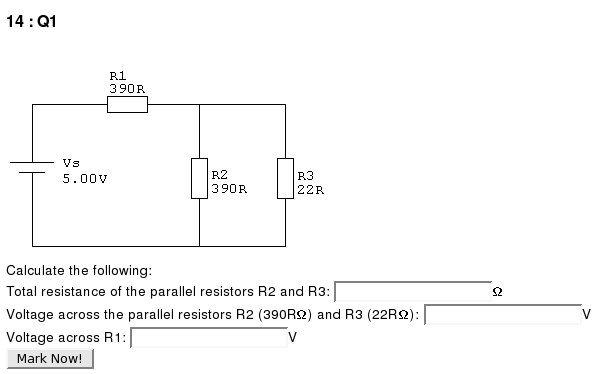 14 : Q1
R1
390R
Vs
5.00V
R2
390R
R3
22R
Calculate the following:
Total resistance of the parallel resistors R2 and R3: Ω
Voltage across the parallel resistors R2 (390RΩ) and R3 (22RΩ): V
Voltage across R1: V
Mark Now!